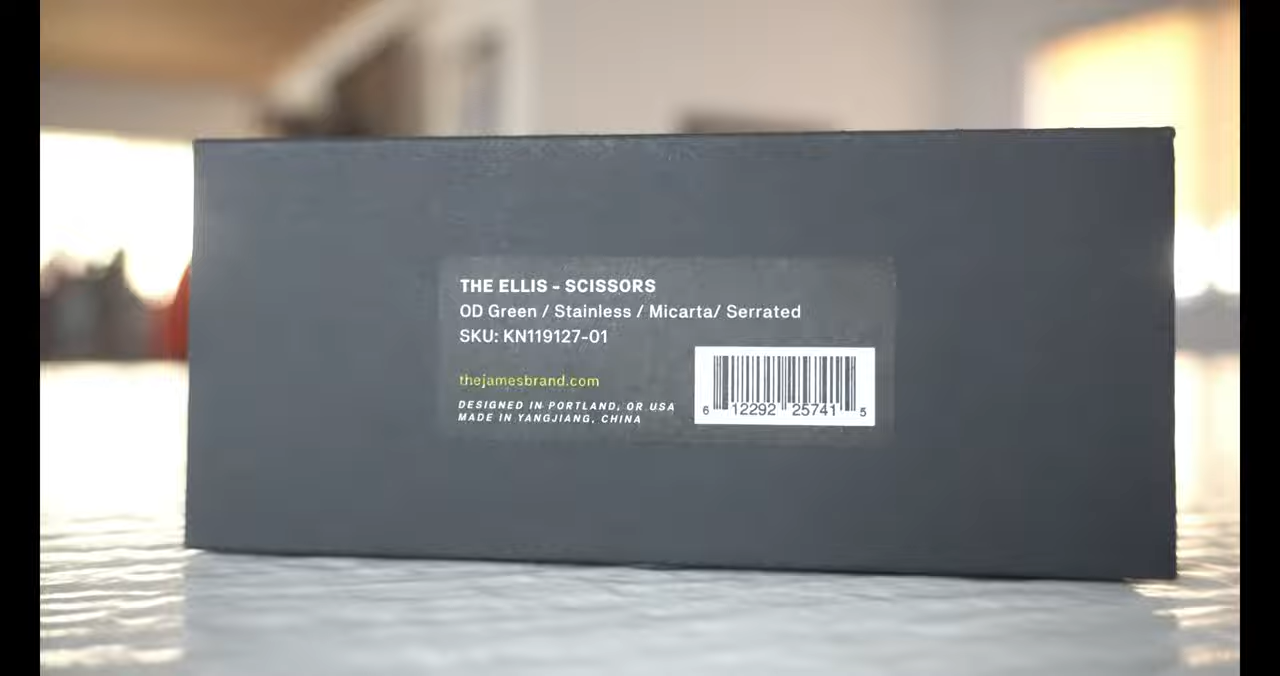 THE ELLIS - SCISSORS
OD Green / Stainless / Micarta/ Serrated
SKU: KN119127-01
thejamesbrand.com
DESIGNED IN PORTLAND, OR USA
MADE IN YANGJIANG, CHINA
6 12292 25741 5